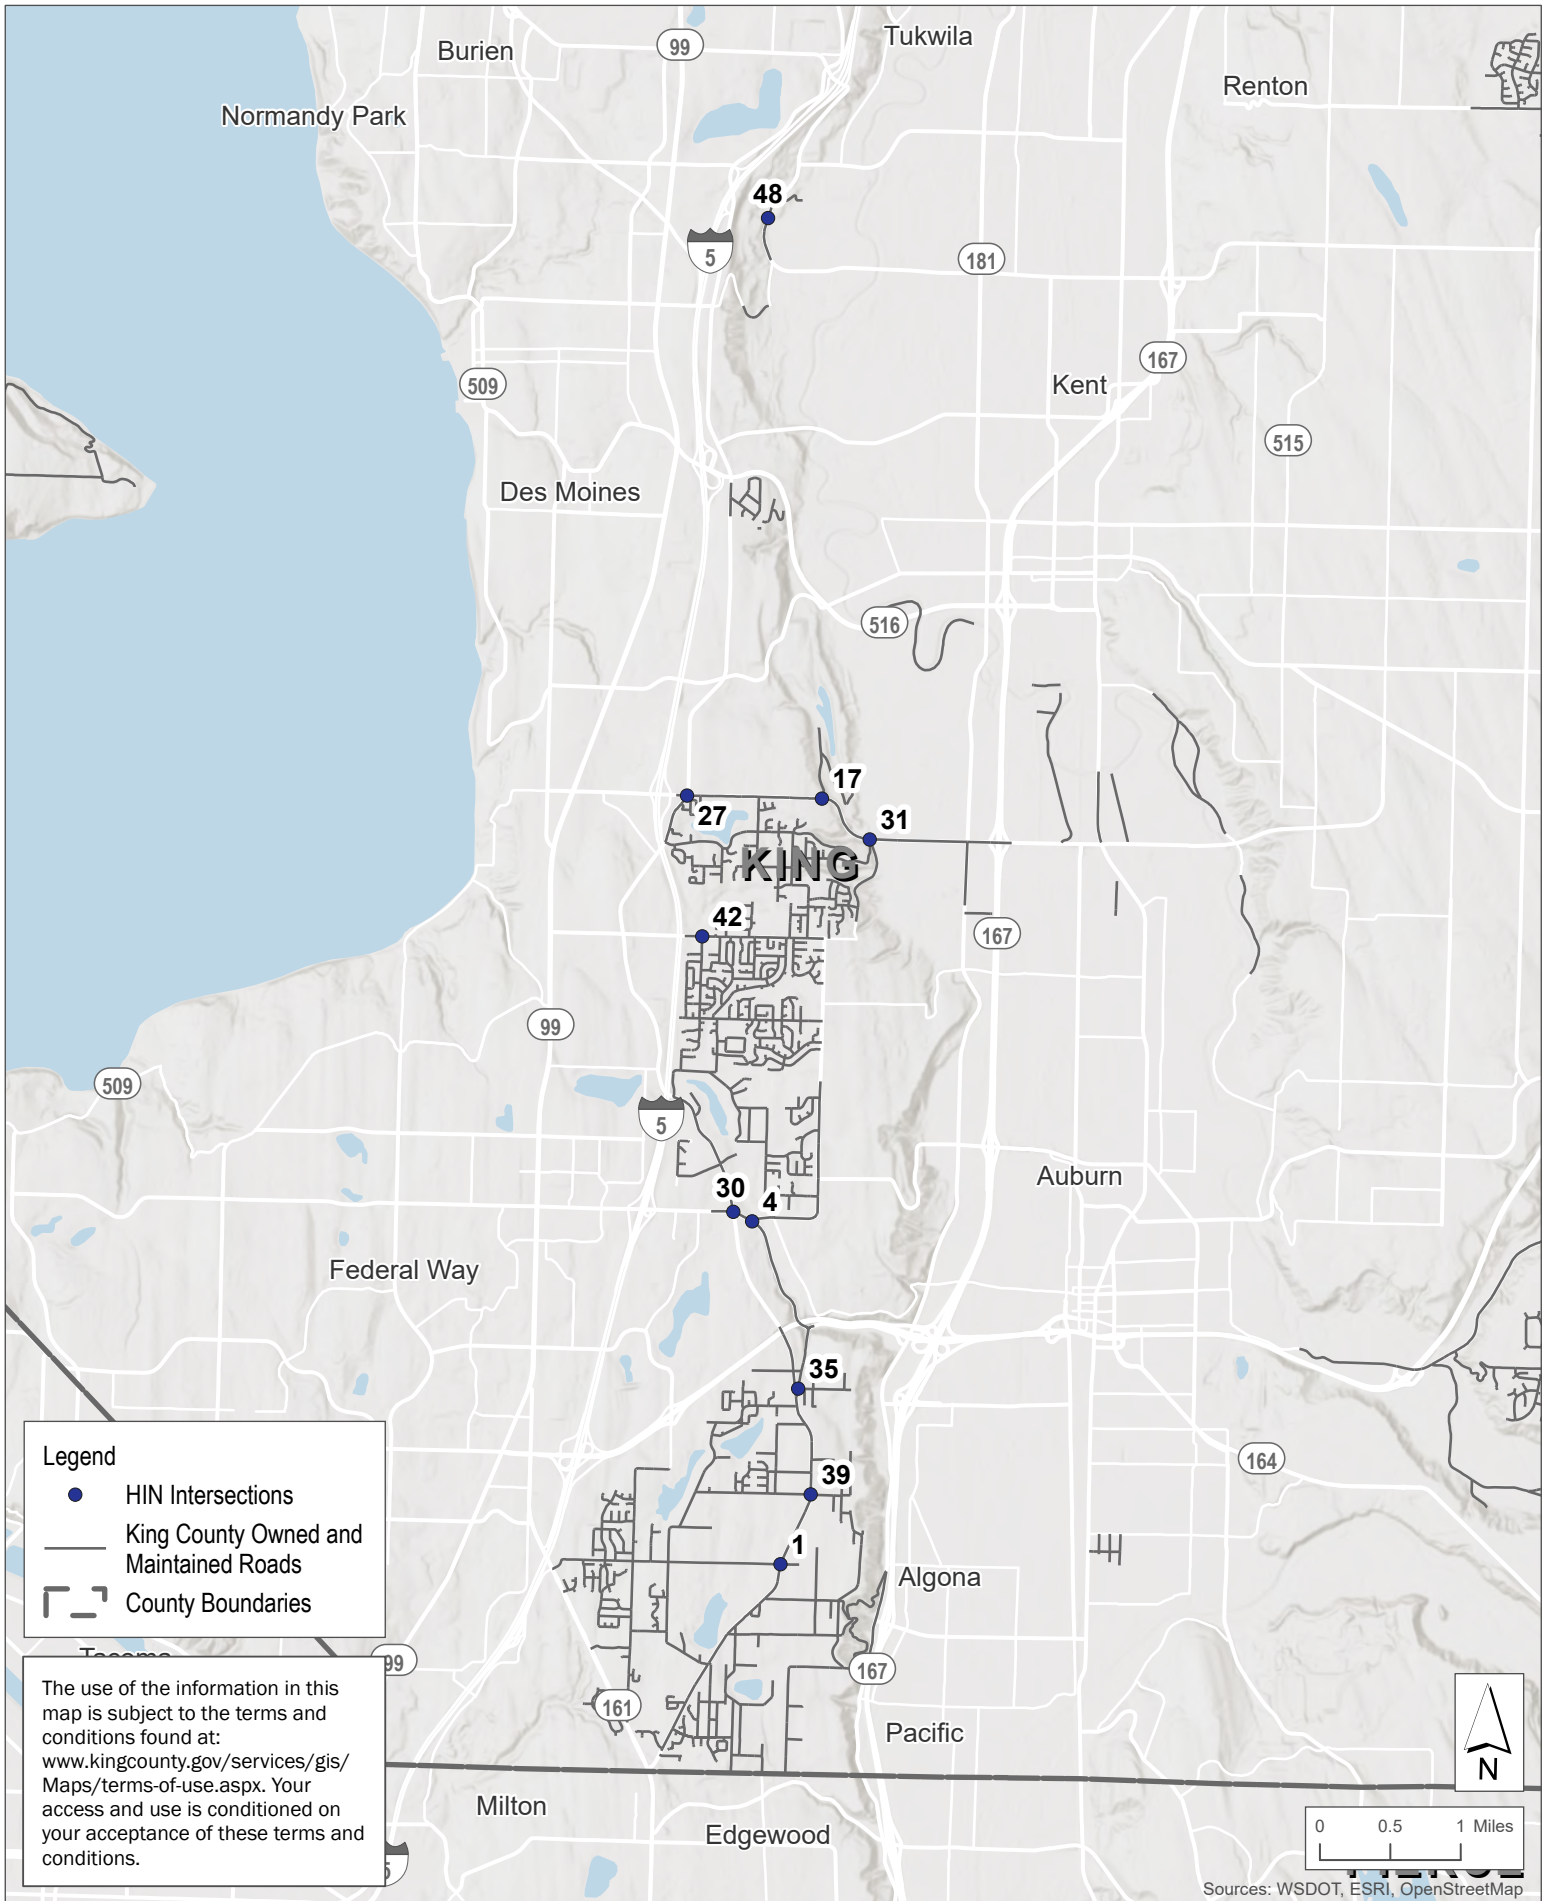 Burien
99
Tukwila
Renton
Normandy Park
48
5
181
167
Kent
509
515
Des Moines
516
17
27
31
KING
42
167
99
509
5
Auburn
30
4
Federal Way
35
164
39
1
Algona
Legend
HIN Intersections
King County Owned and
Maintained Roads
County Boundaries
99
167
161
Pacific
The use of the information in this
map is subject to the terms and
conditions found at:
www.kingcounty.gov/services/gis/
Maps/terms-of-use.aspx. Your
access and use is conditioned on
your acceptance of these terms and
conditions.
N
Milton
Edgewood
5
0 0.5 1 Miles
Sources: WSDOT, ESRI, OpenStreetMap